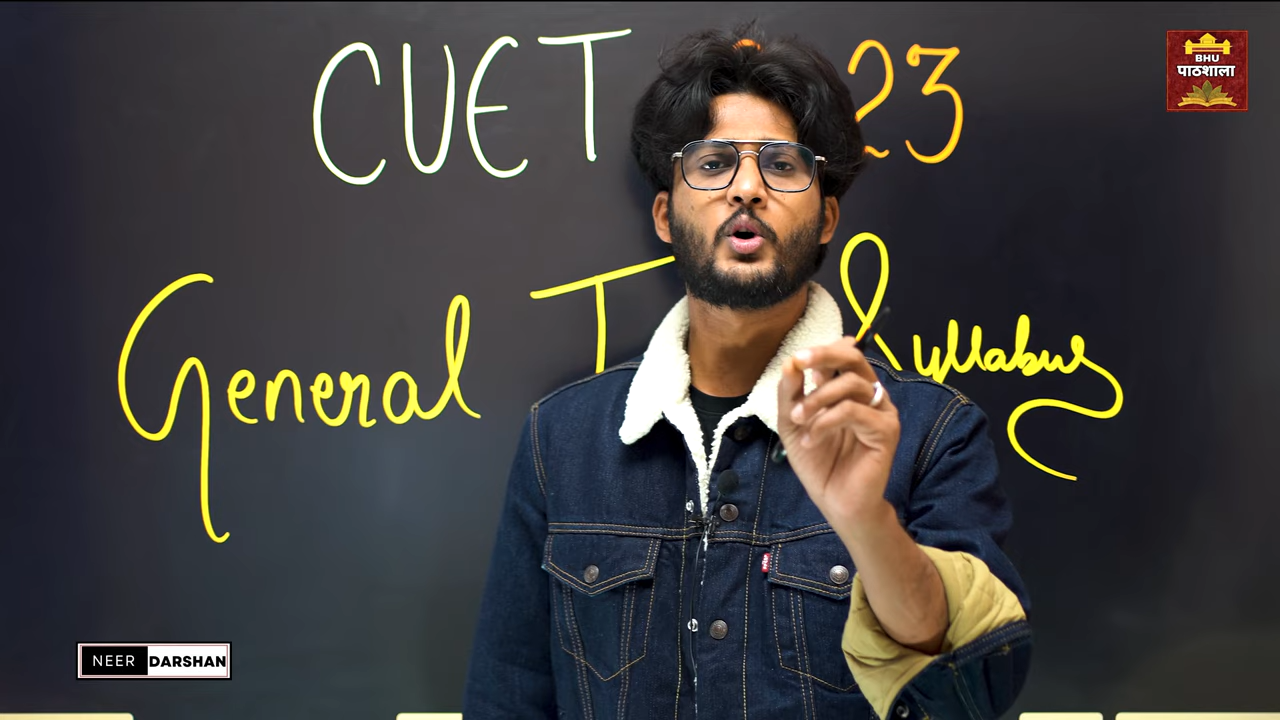 CUET 23
BHU
पाठशाला
General T Syllabus
NEER DARSHAN